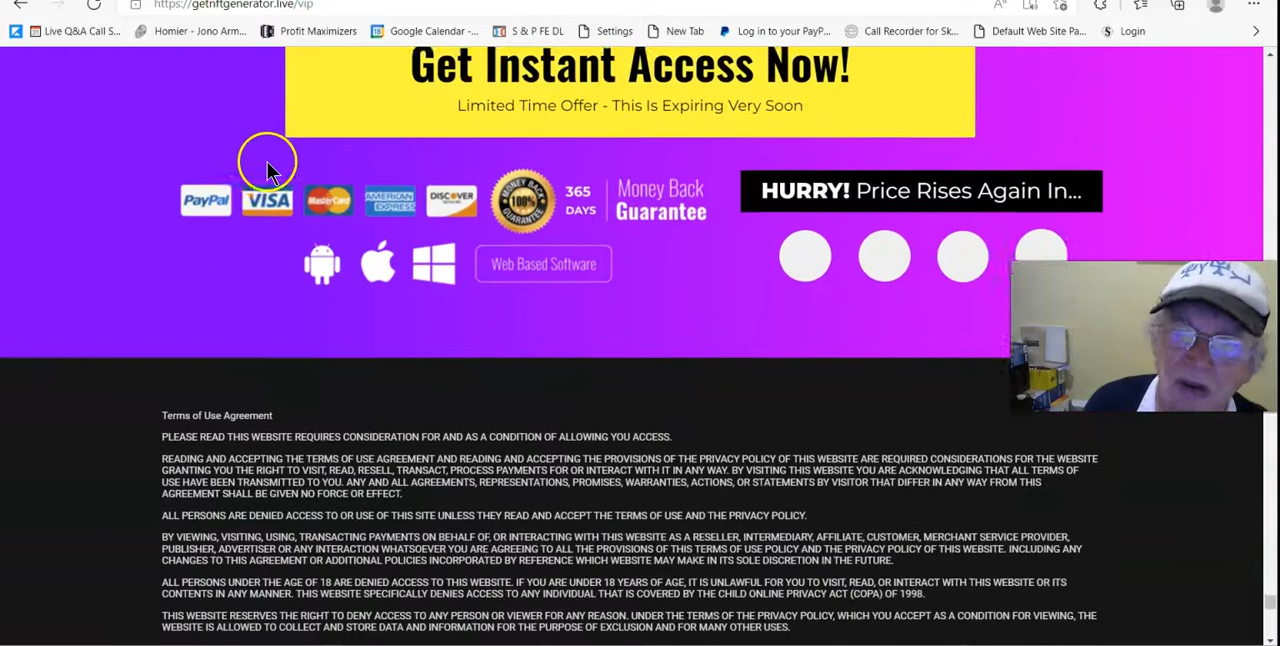 https://getnftgenerator.live/vip
Live Q&A Call S...
Homier - Jono Arm...
Profit Maximizers
Google Calendar -...
S & P FE DL
Settings
New Tab
Log in to your PayP...
Call Recorder for Sk...
Default Web Site Pa...
Login
Get Instant Access Now!
Limited Time Offer - This Is Expiring Very Soon
PayPal
VISA
MasterCard
AMERICAN EXPRESS
DISCOVER
MONEY BACK
100%
GUARANTEE
365
DAYS
Money Back
Guarantee
HURRY! Price Rises Again In...
Web Based Software
Terms of Use Agreement
PLEASE READ THIS WEBSITE REQUIRES CONSIDERATION FOR AND AS A CONDITION OF ALLOWING YOU ACCESS.
READING AND ACCEPTING THE TERMS OF USE AGREEMENT AND READING AND ACCEPTING THE PROVISIONS OF THE PRIVACY POLICY OF THIS WEBSITE ARE REQUIRED CONSIDERATIONS FOR THE WEBSITE
GRANTING YOU THE RIGHT TO VISIT, READ, RESELL, TRANSACT, PROCESS PAYMENTS FOR OR INTERACT WITH IT IN ANY WAY. BY VISITING THIS WEBSITE YOU ARE ACKNOWLEDGING THAT ALL TERMS OF
USE HAVE BEEN TRANSMITTED TO YOU. ANY AND ALL AGREEMENTS, REPRESENTATIONS, PROMISES, WARRANTIES, ACTIONS, OR STATEMENTS BY VISITOR THAT DIFFER IN ANY WAY FROM THIS
AGREEMENT SHALL BE GIVEN NO FORCE OR EFFECT.
ALL PERSONS ARE DENIED ACCESS TO OR USE OF THIS SITE UNLESS THEY READ AND ACCEPT THE TERMS OF USE AND THE PRIVACY POLICY.
BY VIEWING, VISITING, USING, TRANSACTING PAYMENTS ON BEHALF OF, OR INTERACTING WITH THIS WEBSITE AS A RESELLER, INTERMEDIARY, AFFILIATE, CUSTOMER, MERCHANT SERVICE PROVIDER,
PUBLISHER, ADVERTISER OR ANY INTERACTION WHATSOEVER YOU ARE AGREEING TO ALL THE PROVISIONS OF THIS TERMS OF USE POLICY AND THE PRIVACY POLICY OF THIS WEBSITE. INCLUDING ANY
CHANGES TO THIS AGREEMENT OR ADDITIONAL POLICIES INCORPORATED BY REFERENCE WHICH WEBSITE MAY MAKE IN ITS SOLE DISCRETION IN THE FUTURE.
ALL PERSONS UNDER THE AGE OF 18 ARE DENIED ACCESS TO THIS WEBSITE. IF YOU ARE UNDER 18 YEARS OF AGE, IT IS UNLAWFUL FOR YOU TO VISIT, READ, OR INTERACT WITH THIS WEBSITE OR ITS
CONTENTS IN ANY MANNER. THIS WEBSITE SPECIFICALLY DENIES ACCESS TO ANY INDIVIDUAL THAT IS COVERED BY THE CHILD ONLINE PRIVACY ACT (COPA) OF 1998.
THIS WEBSITE RESERVES THE RIGHT TO DENY ACCESS TO ANY PERSON OR VIEWER FOR ANY REASON. UNDER THE TERMS OF THE PRIVACY POLICY, WHICH YOU ACCEPT AS A CONDITION FOR VIEWING, THE
WEBSITE IS ALLOWED TO COLLECT AND STORE DATA AND INFORMATION FOR THE PURPOSE OF EXCLUSION AND FOR MANY OTHER USES.